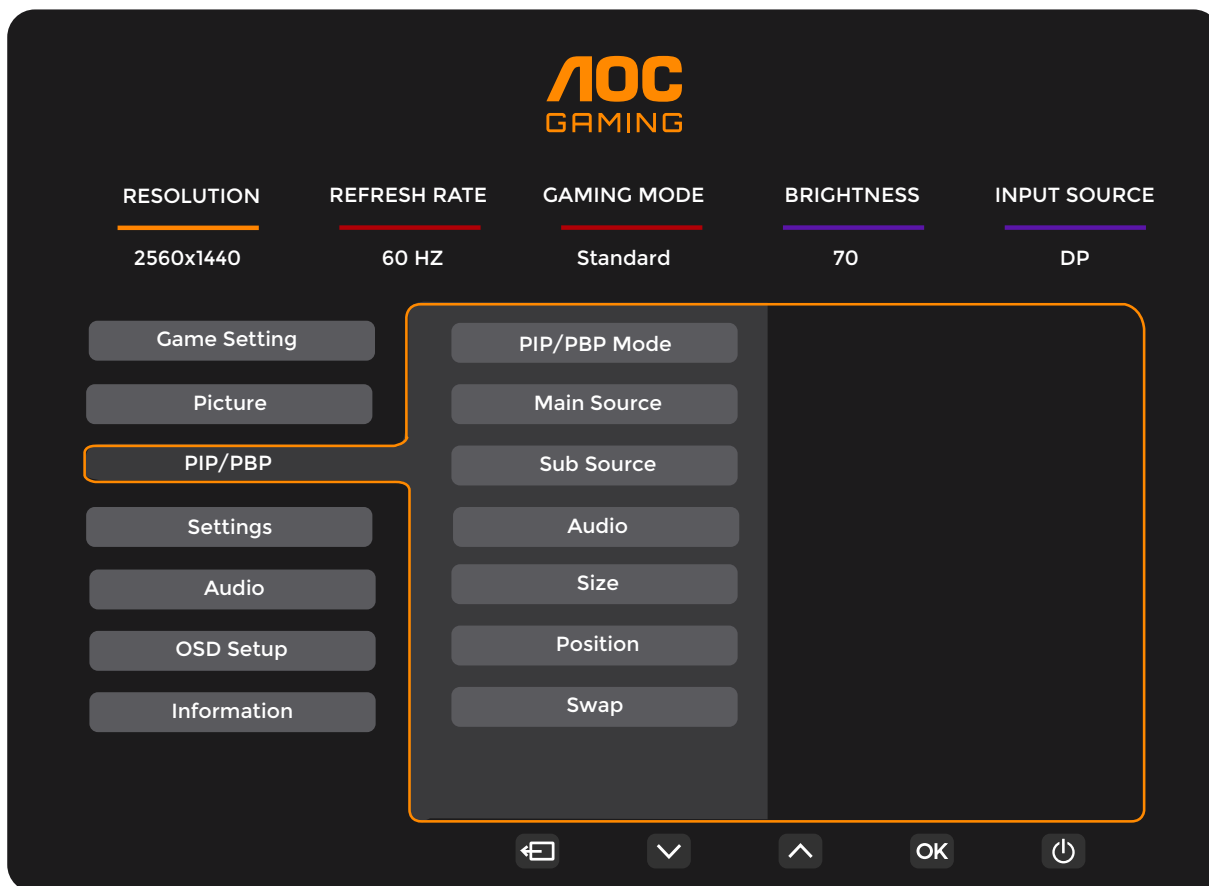 AOC
GAMING
RESOLUTION REFRESH RATE GAMING MODE BRIGHTNESS INPUT SOURCE
2560x1440 60 HZ Standard 70 DP
Game Setting
Picture
PIP/PBP
Settings
Audio
OSD Setup
Information
PIP/PBP Mode
Main Source
Sub Source
Audio
Size
Position
Swap
OK